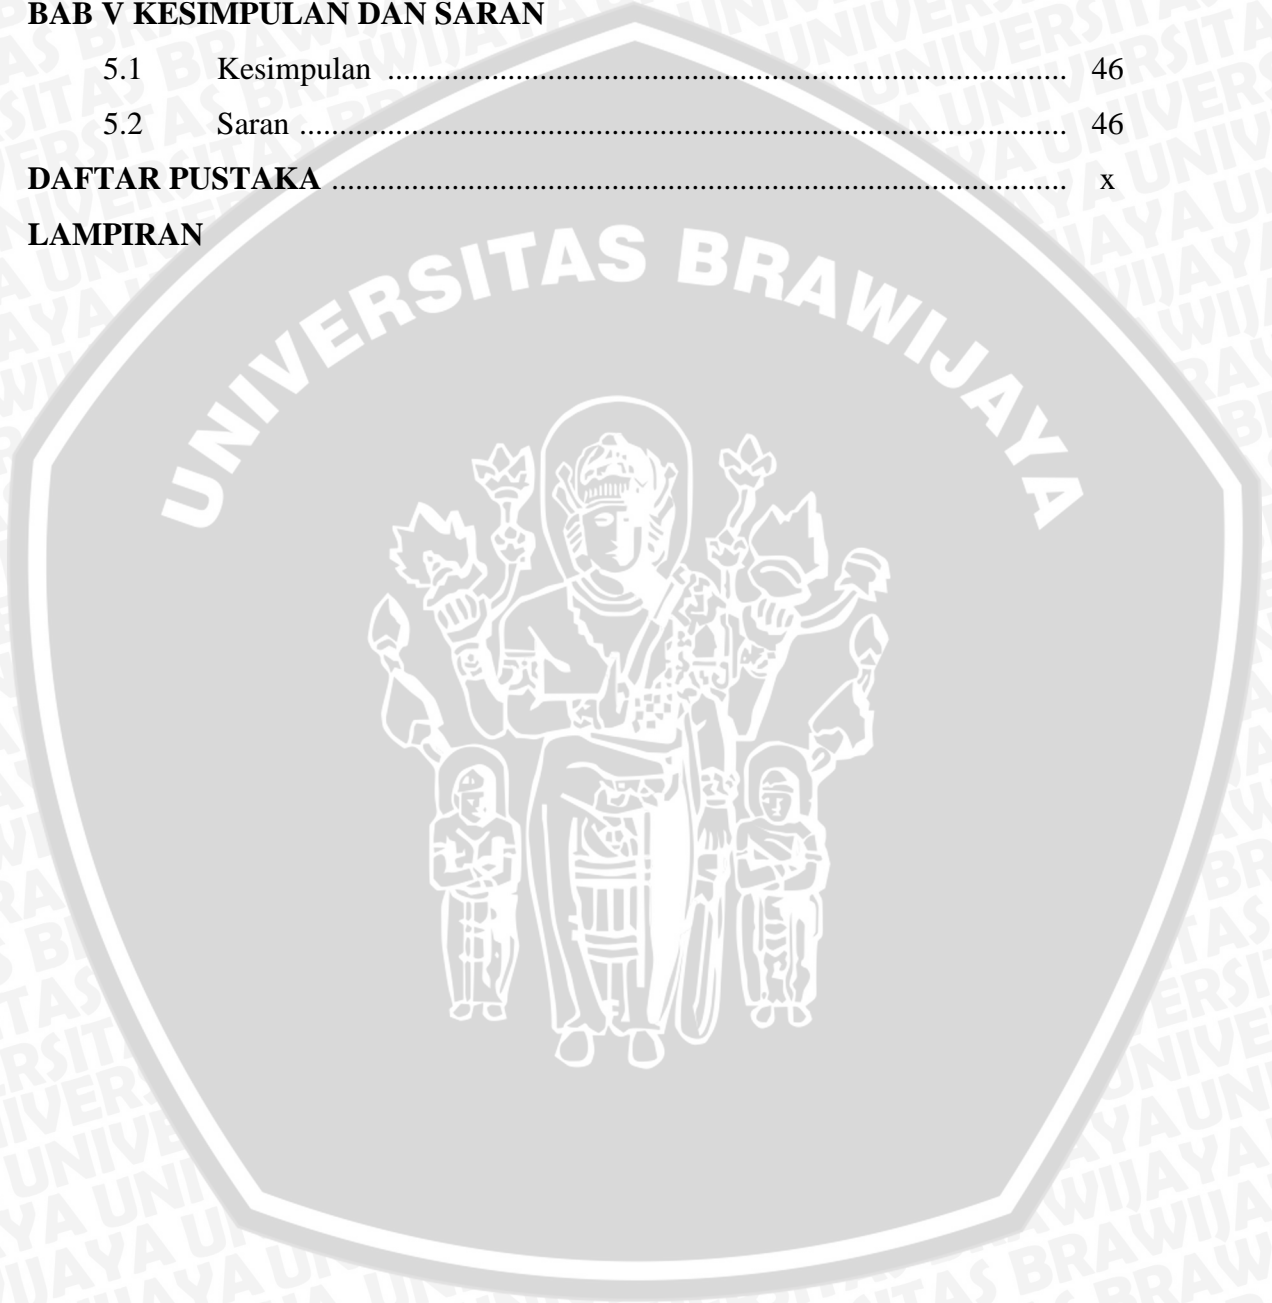 BAB V KESIMPULAN DAN SARAN
5.1 Kesimpulan ..................................................................................... 46
5.2 Saran ................................................................................................ 46
DAFTAR PUSTAKA ............................................................................................ x
LAMPIRAN
UNIVERSITAS BRAWIJAYA